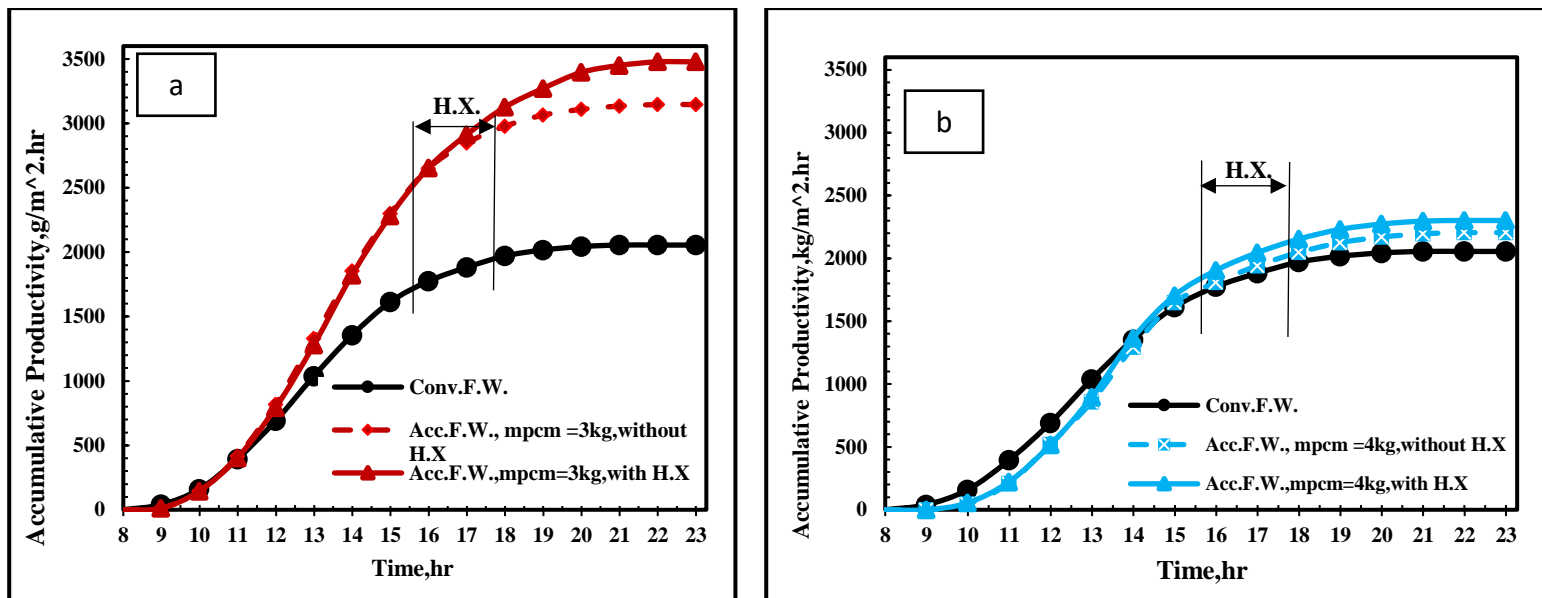 a
Accumulative Productivity,g/m^2.hr
3500
3000
2500
2000
1500
1000
500
0
H.X.
Conv.F.W.
Acc.F.W., mpcm =3kg,without
H.X
Acc.F.W.,mpcm=3kg,with H.X
8 9 10 11 12 13 14 15 16 17 18 19 20 21 22 23
Time,hr
b
Accumulative Productivity,kg/m^2.hr
3500
3000
2500
2000
1500
1000
500
0
H.X.
Conv.F.W.
Acc.F.W., mpcm =4kg,without H.X
Acc.F.W.,mpcm=4kg,with H.X
8 9 10 11 12 13 14 15 16 17 18 19 20 21 22 23
Time,hr